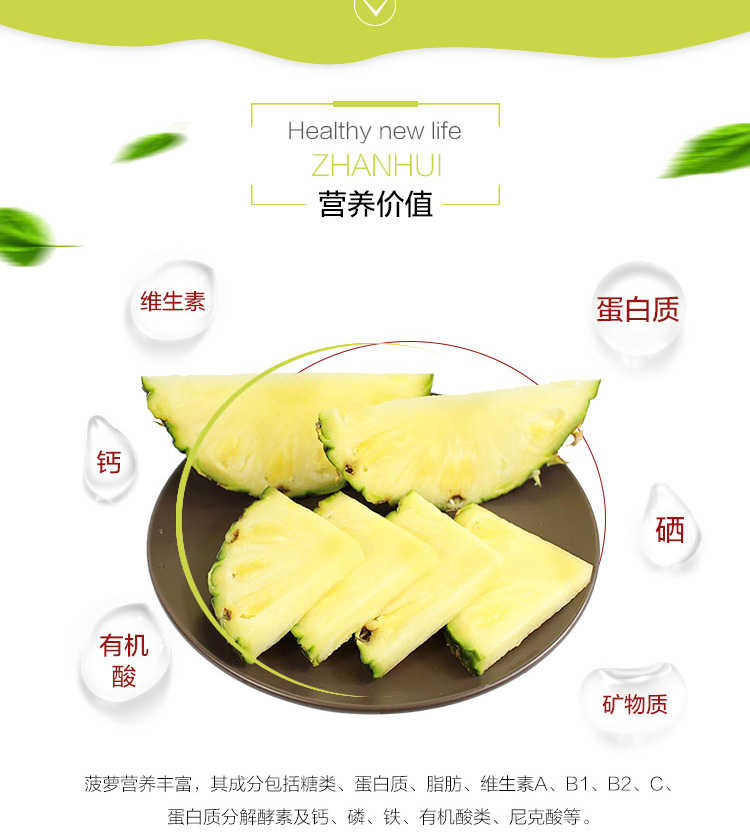 Healthy new life
ZHANHUI
营养价值
维生素
蛋白质
钙
硒
有机
酸
矿物质
菠萝营养丰富，其成分包括糖类、蛋白质、脂肪、维生素A、B1、B2、C、
蛋白质分解酵素及钙、磷、铁、有机酸类、尼克酸等。